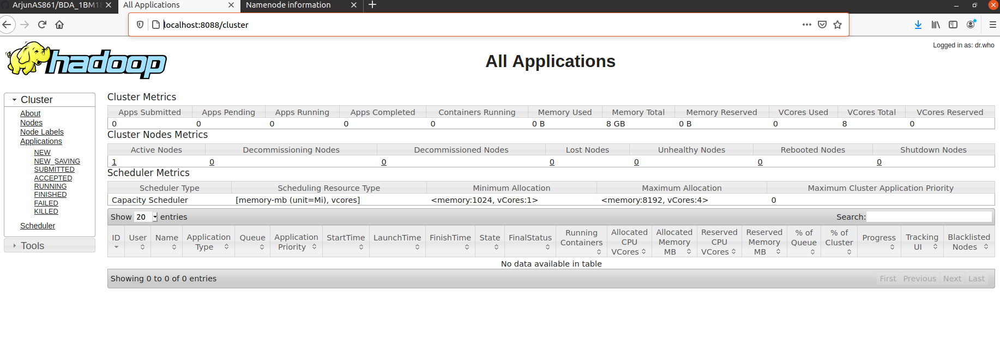 ArjunAS861/BDA_1BM18
All Applications
Namenode information
localhost:8088/cluster
Logged in as: dr.who
hadoop
All Applications
Cluster
About
Nodes
Node Labels
Applications
NEW
NEW_SAVING
SUBMITTED
ACCEPTED
RUNNING
FINISHED
FAILED
KILLED
Scheduler
Tools
Cluster Metrics
Apps Submitted Apps Pending Apps Running Apps Completed Containers Running Memory Used Memory Total Memory Reserved VCores Used VCores Total VCores Reserved
0 0 0 0 0 0 B 8 GB 0 B 0 8 0
Cluster Nodes Metrics
Active Nodes Decommissioning Nodes Decommissioned Nodes Lost Nodes Unhealthy Nodes Rebooted Nodes Shutdown Nodes
1 0 0 0 0 0 0
Scheduler Metrics
Scheduler Type Scheduling Resource Type Minimum Allocation Maximum Allocation Maximum Cluster Application Priority
Capacity Scheduler [memory-mb (unit=Mi), vcores] <memory:1024, vCores:1> <memory:8192, vCores:4> 0
Show 20 entries Search:
ID User Name Application Type Queue Application Priority StartTime LaunchTime FinishTime State FinalStatus Running Containers Allocated CPU VCores Allocated Memory MB Reserved CPU VCores Reserved Memory MB % of Queue % of Cluster Progress Tracking UI Blacklisted Nodes
No data available in table
Showing 0 to 0 of 0 entries First Previous Next Last